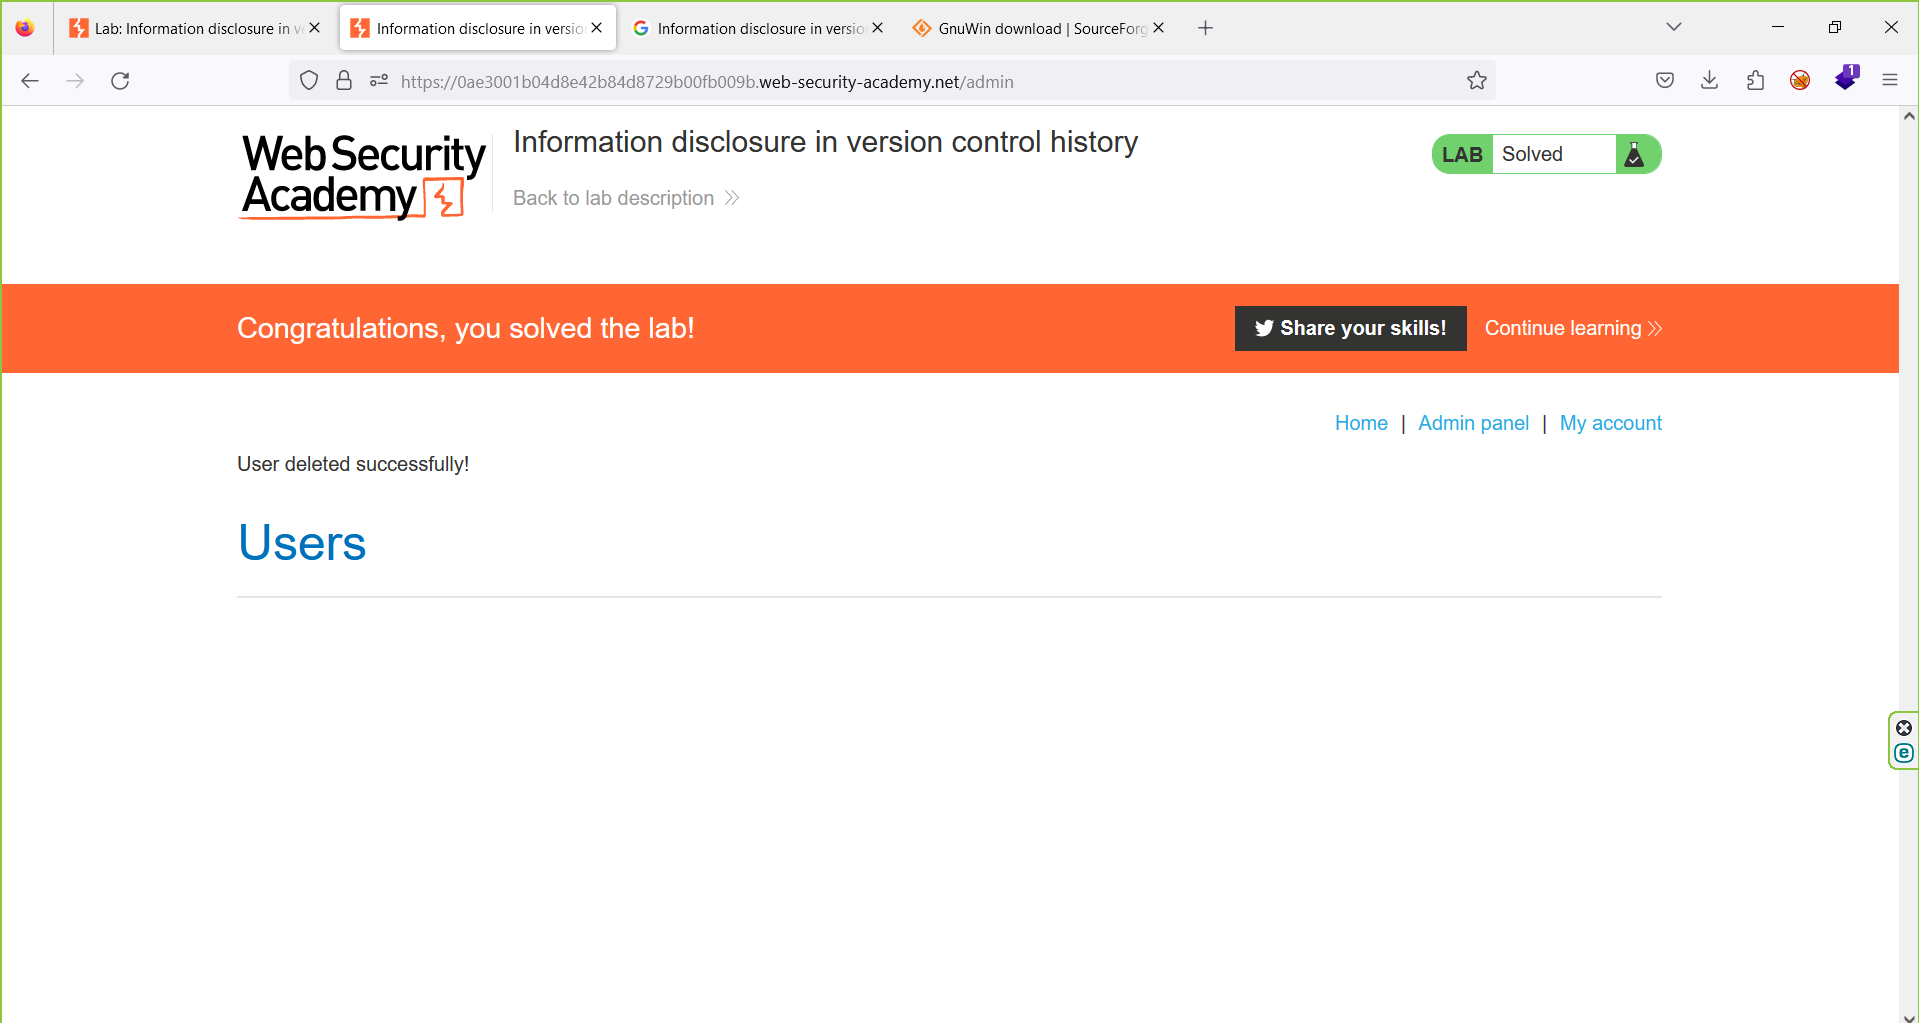 Lab: Information disclosure in v
Information disclosure in versio
Information disclosure in versio
GnuWin download | SourceForg
https://0ae3001b04d8e42b84d8729b00fb009b.web-security-academy.net/admin
1
Web Security
Academy
Information disclosure in version control history
Back to lab description
LAB Solved
Congratulations, you solved the lab!
Share your skills!
Continue learning
Home | Admin panel | My account
User deleted successfully!
Users